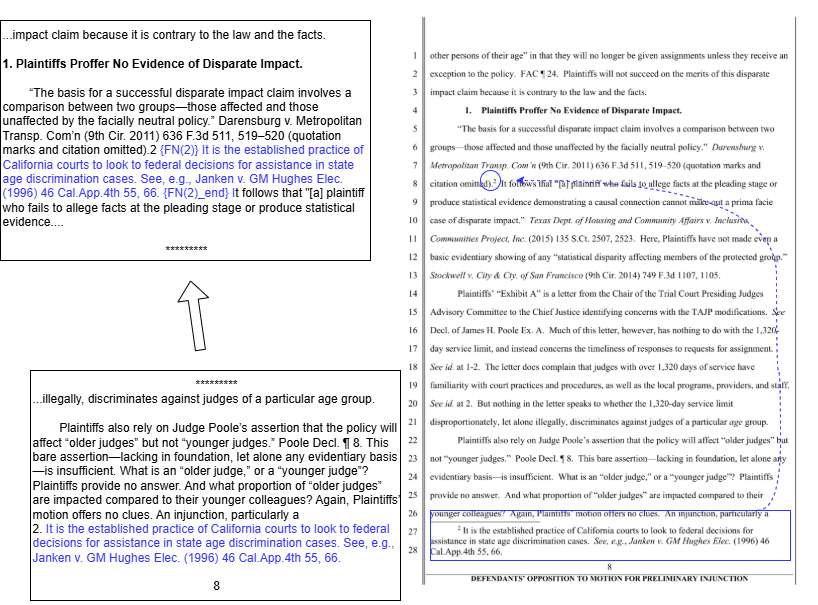 ...impact claim because it is contrary to the law and the facts.
1. Plaintiffs Proffer No Evidence of Disparate Impact.
“The basis for a successful disparate impact claim involves a
comparison between two groups—those affected and those
unaffected by the facially neutral policy.” Darensburg v. Metropolitan
Transp. Com’n (9th Cir. 2011) 636 F.3d 511, 519–520 (quotation
marks and citation omitted).2 {FN(2)} It is the established practice of
California courts to look to federal decisions for assistance in state
age discrimination cases. See, e.g., Janken v. GM Hughes Elec.
(1996) 46 Cal.App.4th 55, 66. {FN(2)_end} It follows that "[a] plaintiff
who fails to allege facts at the pleading stage or produce statistical
evidence....
*********
*********
...illegally, discriminates against judges of a particular age group.
Plaintiffs also rely on Judge Poole’s assertion that the policy will
affect “older judges” but not “younger judges.” Poole Decl. ¶ 8. This
bare assertion—lacking in foundation, let alone any evidentiary basis
—is insufficient. What is an “older judge,” or a “younger judge”?
Plaintiffs provide no answer. And what proportion of “older judges”
are impacted compared to their younger colleagues? Again, Plaintiffs’
motion offers no clues. An injunction, particularly a
2. It is the established practice of California courts to look to federal
decisions for assistance in state age discrimination cases. See, e.g.,
Janken v. GM Hughes Elec. (1996) 46 Cal.App.4th 55, 66.
8
1 other persons of their age” in that they will no longer be given assignments unless they receive an
2 exception to the policy. FAC ¶ 24. Plaintiffs will not succeed on the merits of this disparate
3 impact claim because it is contrary to the law and the facts.
4 1. Plaintiffs Proffer No Evidence of Disparate Impact.
5 “The basis for a successful disparate impact claim involves a comparison between two
6 groups—those affected and those unaffected by the facially neutral policy.” Darensburg v.
7 Metropolitan Transp. Com’n (9th Cir. 2011) 636 F.3d 511, 519–520 (quotation marks and
8 citation omitted).2 It follows that “[a] plaintiff who fails to allege facts at the pleading stage or
9 produce statistical evidence demonstrating a causal connection cannot make out a prima facie
10 case of disparate impact.” Texas Dept. of Housing and Community Affairs v. Inclusive
11 Communities Project, Inc. (2015) 135 S.Ct. 2507, 2523. Here, Plaintiffs have not made even a
12 basic evidentiary showing of any “statistical disparity affecting members of the protected group.”
13 Stockwell v. City & Cty. of San Francisco (9th Cir. 2014) 749 F.3d 1107, 1105.
14 Plaintiffs’ “Exhibit A” is a letter from the Chair of the Trial Court Presiding Judges
15 Advisory Committee to the Chief Justice identifying concerns with the TAJP modifications. See
16 Decl. of James H. Poole Ex. A. Much of this letter, however, has nothing to do with the 1,320-
17 day service limit, and instead concerns the timeliness of responses to requests for assignment.
18 See id. at 1-2. The letter does complain that judges with over 1,320 days of service have
19 familiarity with court practices and procedures, as well as the local programs, providers, and staff.
20 See id. at 2. But nothing in the letter speaks to whether the 1,320-day service limit
21 disproportionately, let alone illegally, discriminates against judges of a particular age group.
22 Plaintiffs also rely on Judge Poole’s assertion that the policy will affect “older judges” but
23 not “younger judges.” Poole Decl. ¶ 8. This bare assertion—lacking in foundation, let alone any
24 evidentiary basis—is insufficient. What is an “older judge,” or a “younger judge”? Plaintiffs
25 provide no answer. And what proportion of “older judges” are impacted compared to their
26 younger colleagues? Again, Plaintiffs’ motion offers no clues. An injunction, particularly a
27 2 It is the established practice of California courts to look to federal decisions for
assistance in state age discrimination cases. See, e.g., Janken v. GM Hughes Elec. (1996) 46
28 Cal.App.4th 55, 66.
8
DEFENDANTS’ OPPOSITION TO MOTION FOR PRELIMINARY INJUNCTION